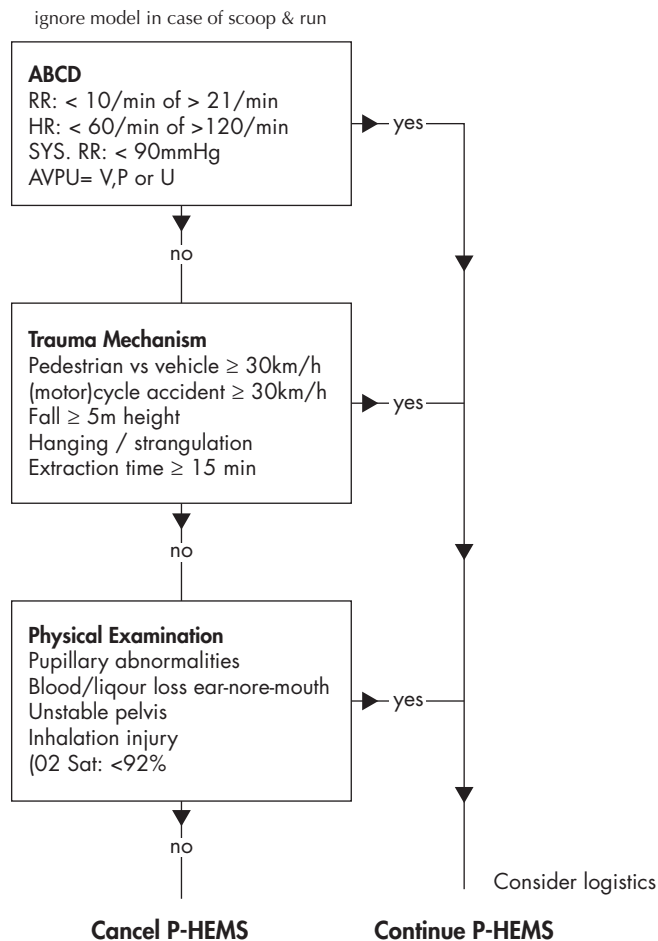 ignore model in case of scoop & run
ABCD
RR: < 10/min of > 21/min
HR: < 60/min of >120/min
SYS. RR: < 90mmHg
AVPU= V,P or U
yes
no
Trauma Mechanism
Pedestrian vs vehicle ≥ 30km/h
(motor)cycle accident ≥ 30km/h
Fall ≥ 5m height
Hanging / strangulation
Extraction time ≥ 15 min
yes
no
Physical Examination
Pupillary abnormalities
Blood/liqour loss ear-nore-mouth
Unstable pelvis
Inhalation injury
(02 Sat: <92%
yes
no
Consider logistics
Cancel P-HEMS
Continue P-HEMS